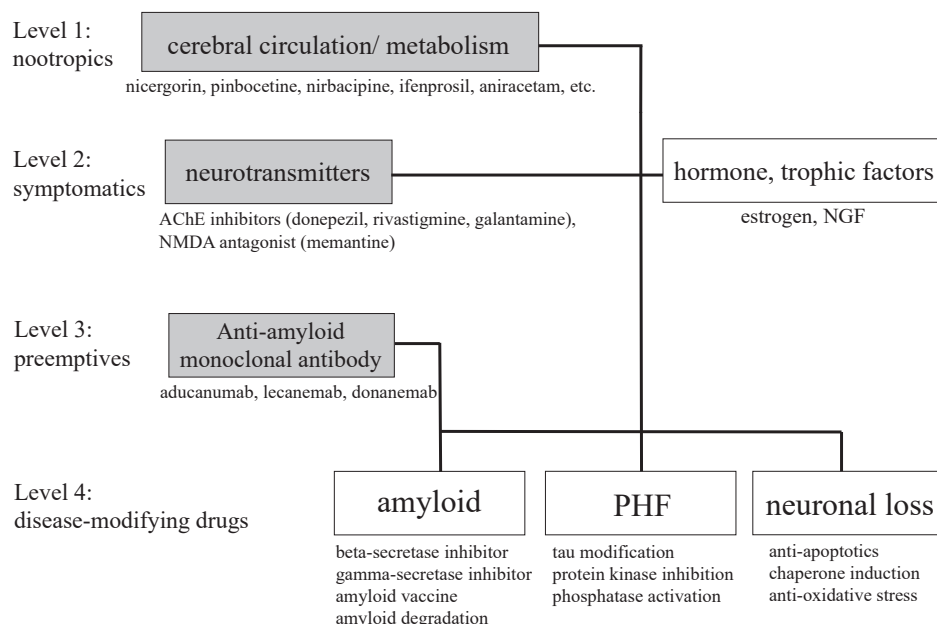 Level 1:
nootropics
cerebral circulation/ metabolism
nicergorin, pinbocetine, nirbacipine, ifenprosil, aniracetam, etc.
Level 2:
symptomatics
neurotransmitters
AChE inhibitors (donepezil, rivastigmine, galantamine),
NMDA antagonist (memantine)
hormone, trophic factors
estrogen, NGF
Level 3:
preemptives
Anti-amyloid
monoclonal antibody
aducanumab, lecanemab, donanemab
Level 4:
disease-modifying drugs
amyloid
beta-secretase inhibitor
gamma-secretase inhibitor
amyloid vaccine
amyloid degradation
PHF
tau modification
protein kinase inhibition
phosphatase activation
neuronal loss
anti-apoptotics
chaperone induction
anti-oxidative stress